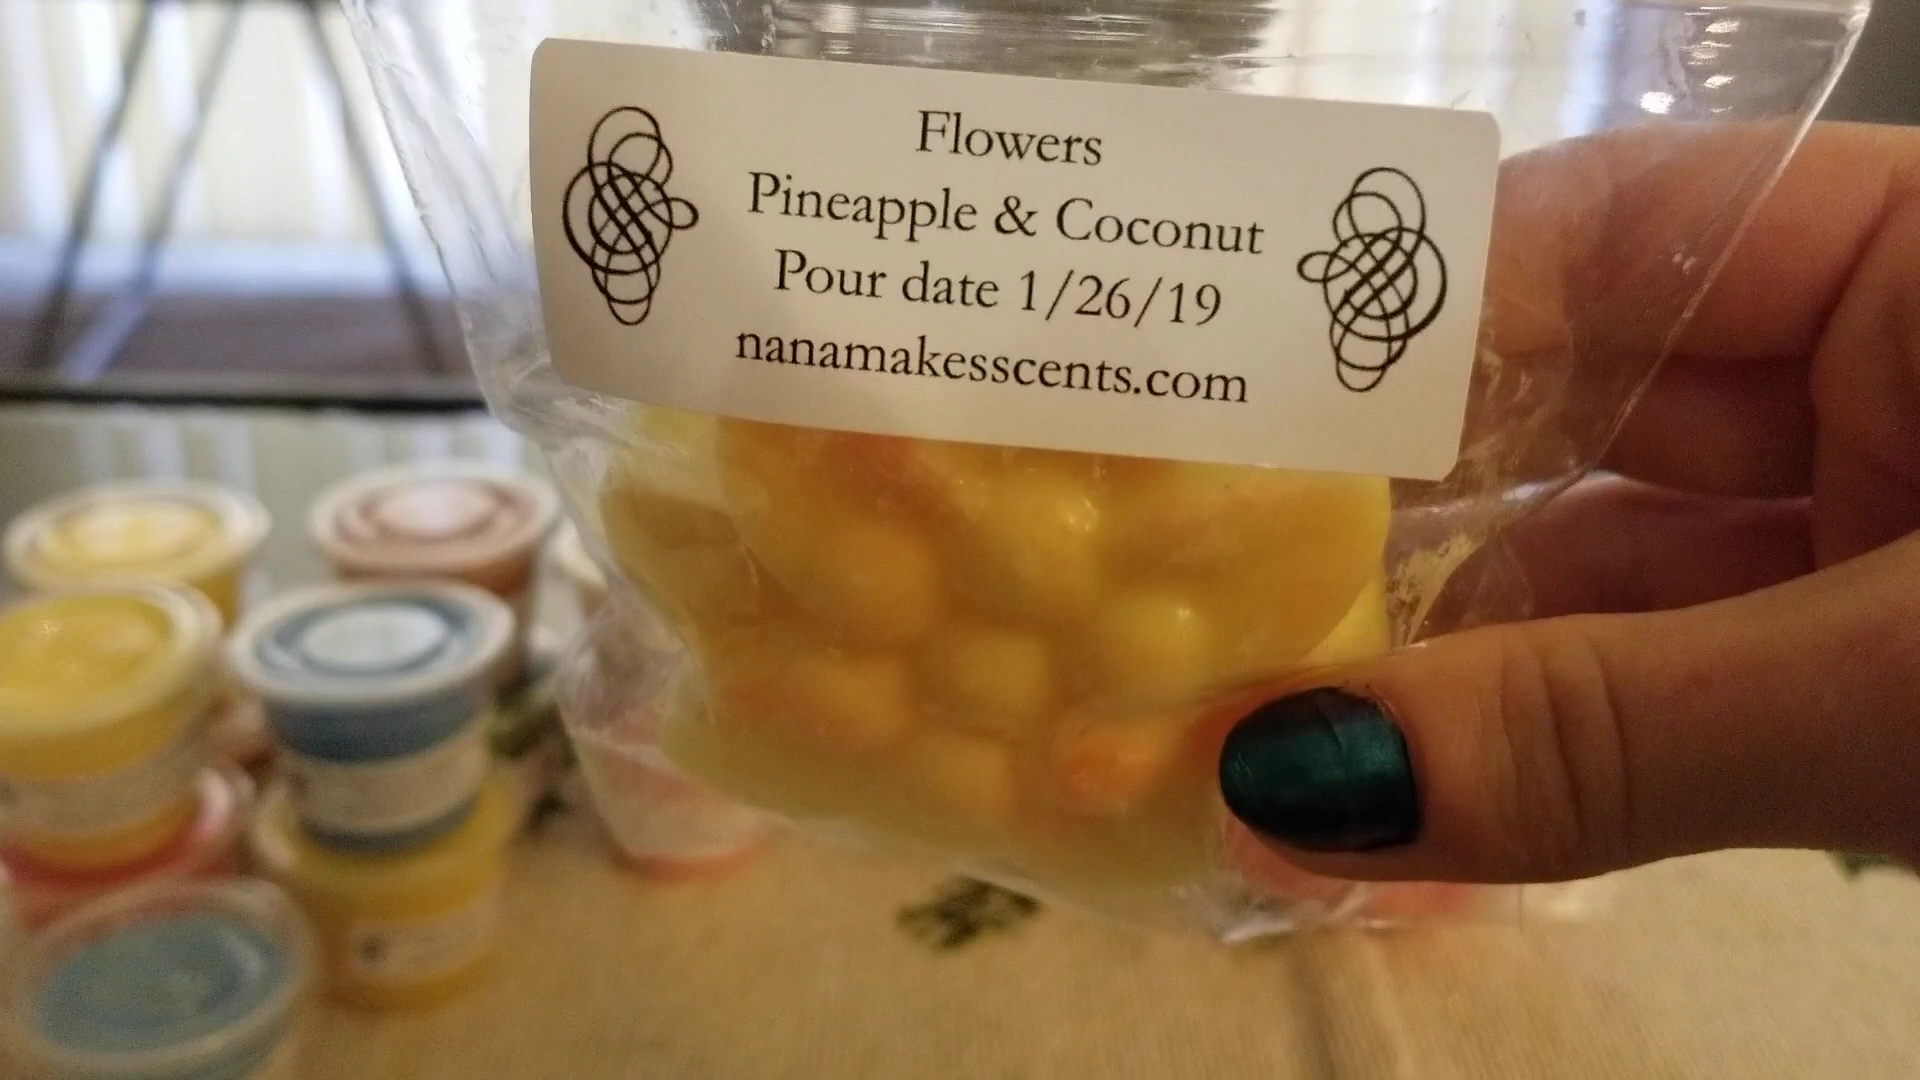 Flowers
Pineapple & Coconut
Pour date 1/26/19
nanamakesscents.com